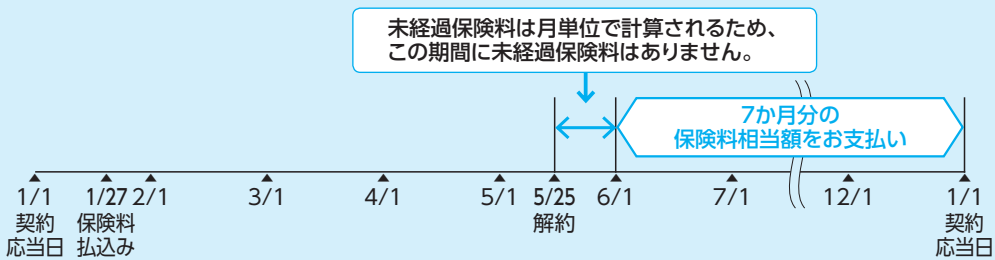 未経過保険料は月単位で計算されるため、
この期間に未経過保険料はありません。
7か月分の
保険料相当額をお支払い
1/1 1/27 2/1 3/1 4/1 5/1 5/25 6/1 7/1 12/1 1/1
契約 保険料 解約 契約
応当日 払込み 応当日